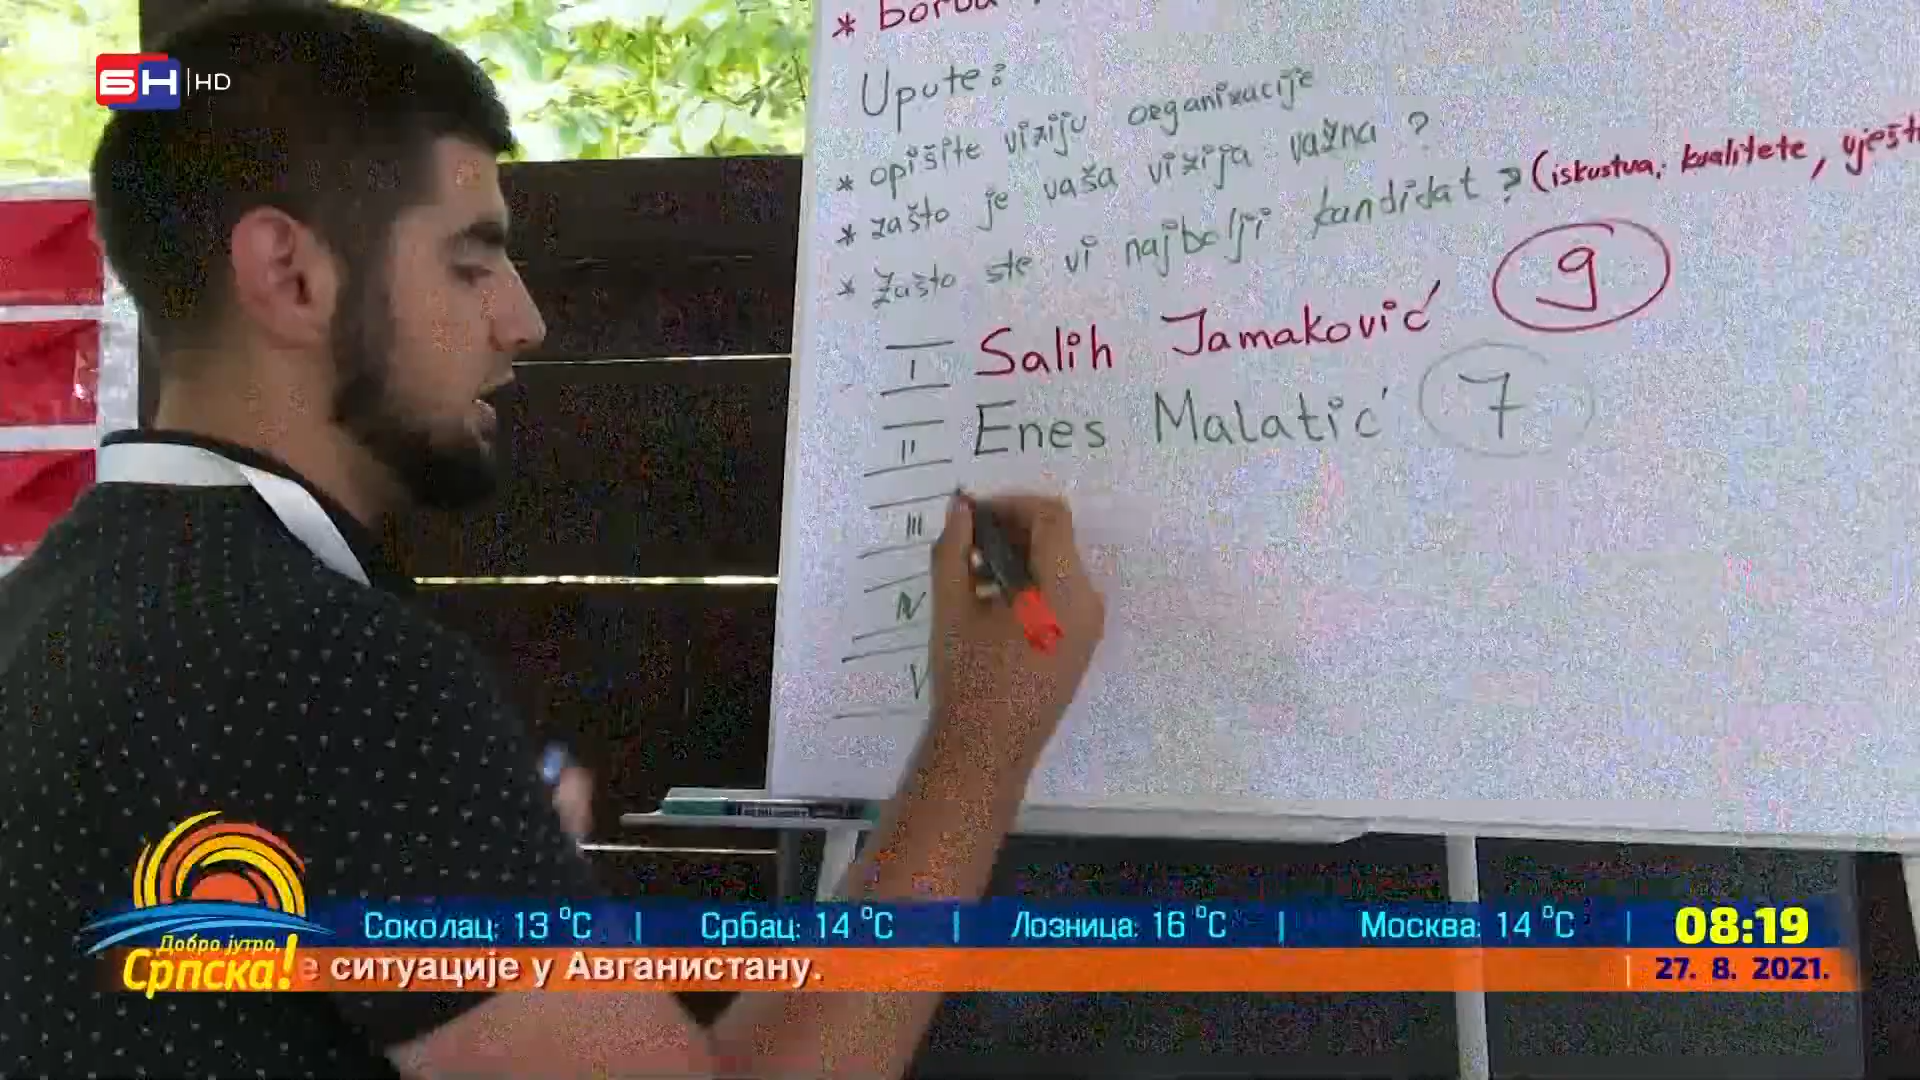 БН HD
* borba
Upute:
* opišite viziju organizacije
* zašto je vaša vizija važna ?
* Zašto ste vi najbolji kandidat ? (iskustva, kvalitete, vješti
I Salih Jamaković 9
II Enes Malatić 7
III
IV
V
Соколац: 13 °C | Србац: 14 °C | Лозница: 16 °C | Москва: 14 °C | 08:19
Добро јутро, Српска!
е ситуације у Авганистану. | 27. 8. 2021.